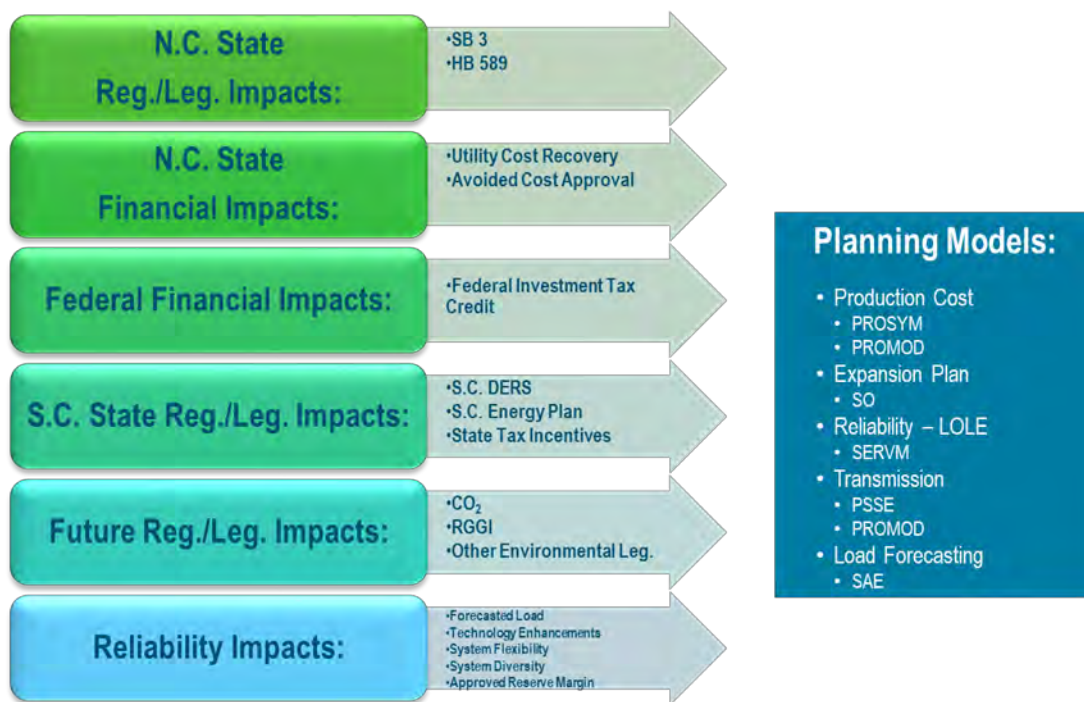 N.C. State
Reg./Leg. Impacts:
•SB 3
•HB 589
N.C. State
Financial Impacts:
•Utility Cost Recovery
•Avoided Cost Approval
Federal Financial Impacts:
•Federal Investment Tax
Credit
S.C. State Reg./Leg. Impacts:
•S.C. DERS
•S.C. Energy Plan
•State Tax Incentives
Future Reg./Leg. Impacts:
•CO₂
•RGGI
•Other Environmental Leg.
Reliability Impacts:
•Forecasted Load
•Technology Enhancements
•System Flexibility
•System Diversity
•Approved Reserve Margin
Planning Models:
• Production Cost
• PROSYM
• PROMOD
• Expansion Plan
• SO
• Reliability – LOLE
• SERVM
• Transmission
• PSSE
• PROMOD
• Load Forecasting
• SAE